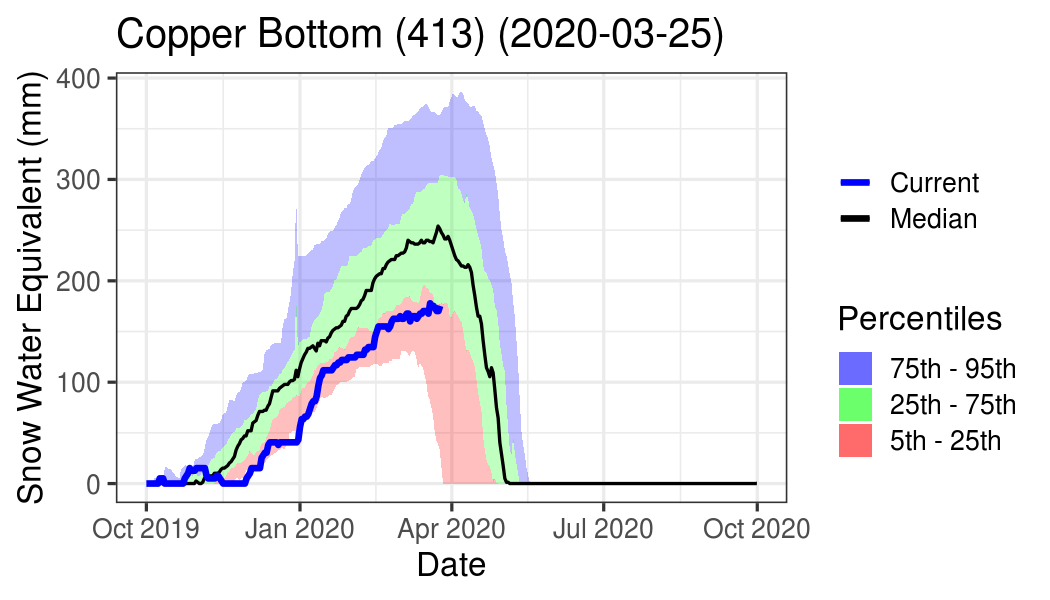 Copper Bottom (413) (2020-03-25)
Snow Water Equivalent (mm)
400
300
200
100
0
Oct 2019
Jan 2020
Apr 2020
Jul 2020
Oct 2020
Date
Current
Median
Percentiles
75th - 95th
25th - 75th
5th - 25th